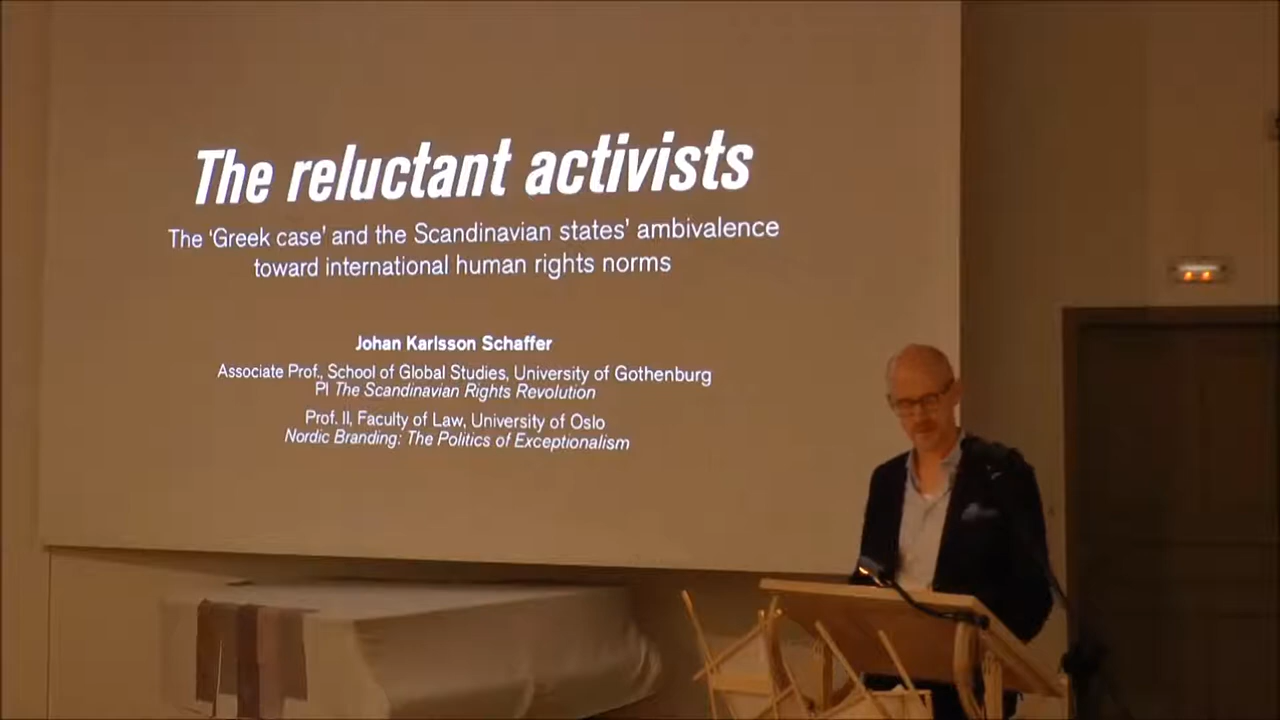 The reluctant activists
The ‘Greek case’ and the Scandinavian states’ ambivalence
toward international human rights norms
Johan Karlsson Schaffer
Associate Prof., School of Global Studies, University of Gothenburg
PI The Scandinavian Rights Revolution
Prof. II, Faculty of Law, University of Oslo
Nordic Branding: The Politics of Exceptionalism